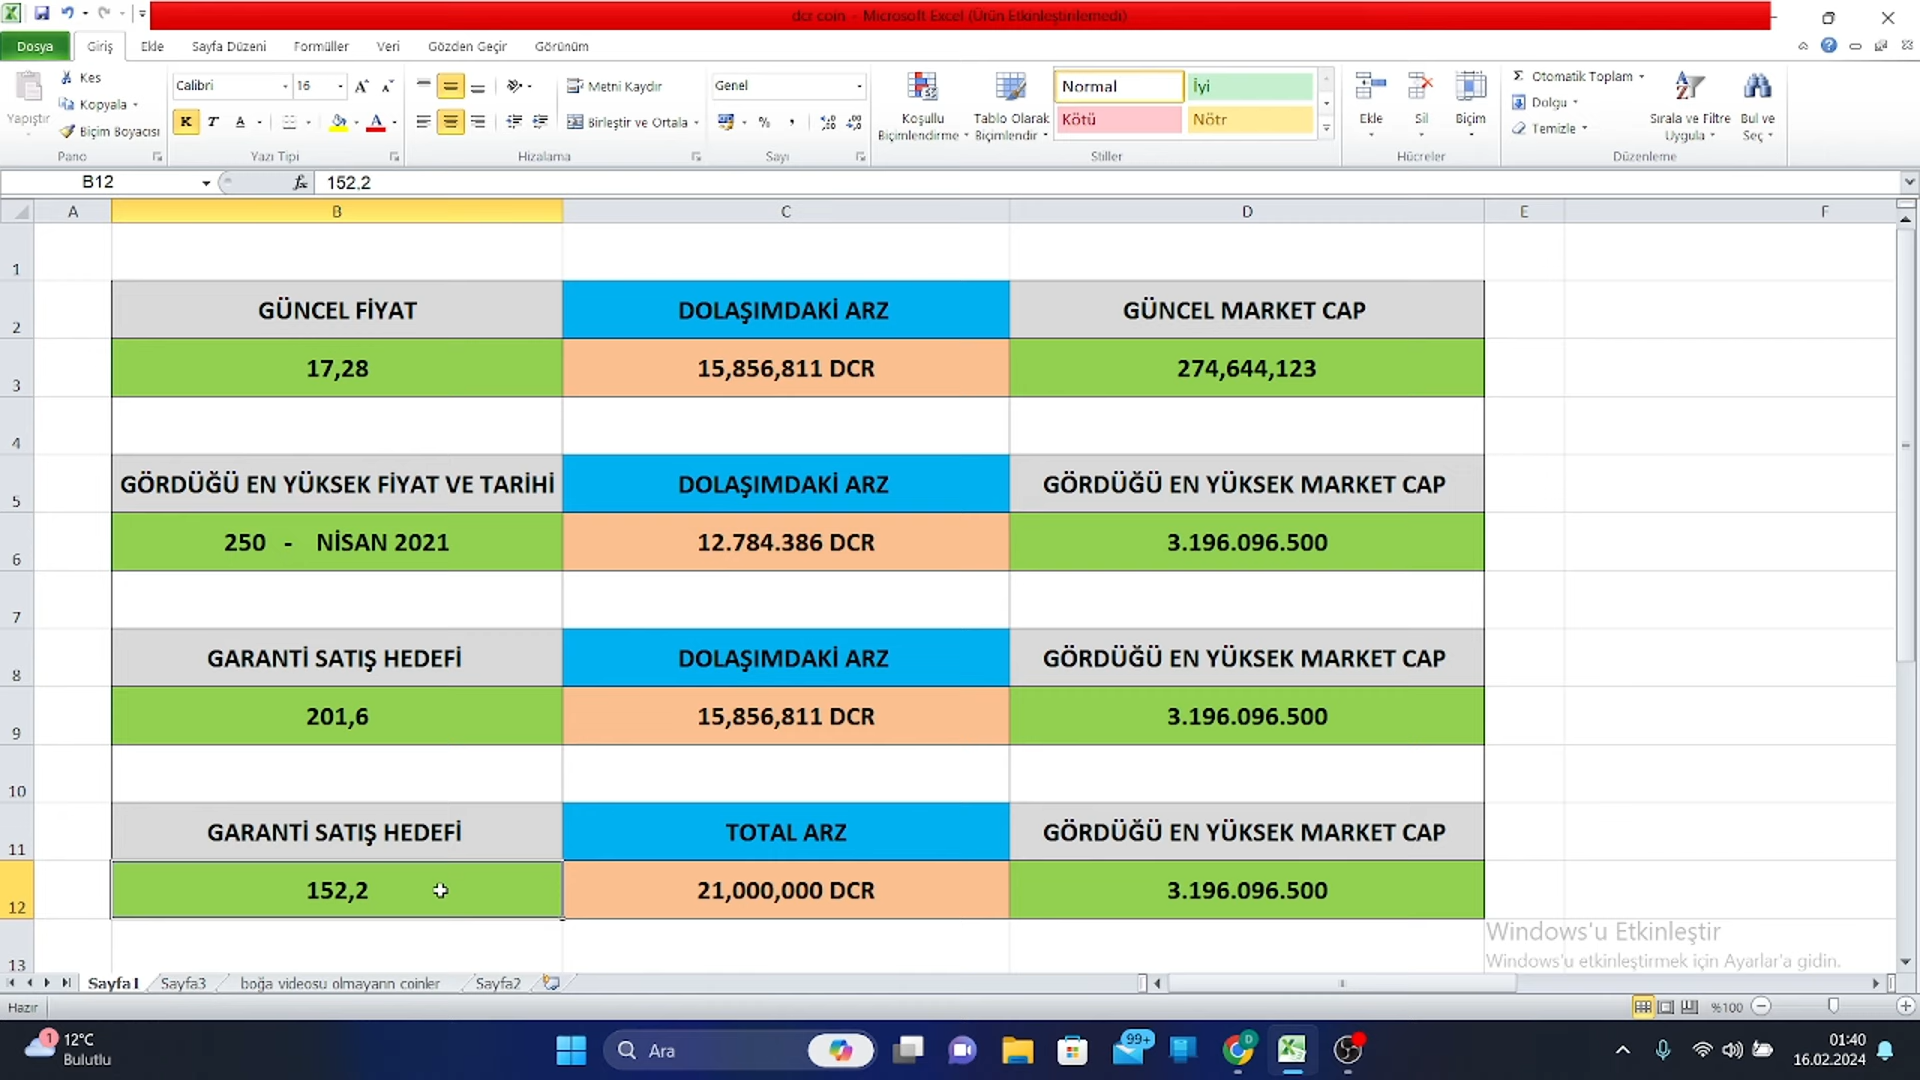 dcr coin - Microsoft Excel (Ürün Etkinleştirilemedi)
Dosya Giriş Ekle Sayfa Düzeni Formüller Veri Gözden Geçir Görünüm
Yapıştır
Kes
Kopyala
Biçim Boyacısı
Pano
Calibri 16
K T A
Yazı Tipi
Metni Kaydır
Birleştir ve Ortala
Hizalama
Genel
%
Sayı
Koşullu Biçimlendirme
Tablo Olarak Biçimlendir
Normal İyi
Kötü Nötr
Stiller
Ekle Sil Biçim
Hücreler
Otomatik Toplam
Dolgu
Temizle
Sırala ve Filtre Uygula
Bul ve Seç
Düzenleme
B12 fx 152,2
A B C D E F
1
2 GÜNCEL FİYAT DOLAŞIMDAKİ ARZ GÜNCEL MARKET CAP
3 17,28 15,856,811 DCR 274,644,123
4
5 GÖRDÜĞÜ EN YÜKSEK FİYAT VE TARİHİ DOLAŞIMDAKİ ARZ GÖRDÜĞÜ EN YÜKSEK MARKET CAP
6 250 - NİSAN 2021 12.784.386 DCR 3.196.096.500
7
8 GARANTİ SATIŞ HEDEFİ DOLAŞIMDAKİ ARZ GÖRDÜĞÜ EN YÜKSEK MARKET CAP
9 201,6 15,856,811 DCR 3.196.096.500
10
11 GARANTİ SATIŞ HEDEFİ TOTAL ARZ GÖRDÜĞÜ EN YÜKSEK MARKET CAP
12 152,2 21,000,000 DCR 3.196.096.500
13
Windows'u Etkinleştir
Windows'u etkinleştirmek için Ayarlar'a gidin.
Sayfa1 Sayfa3 boğa videosu olmayann coinler Sayfa2
Hazır %100
1 12°C
Bulutlu
Ara
99+
D
01:40
16.02.2024